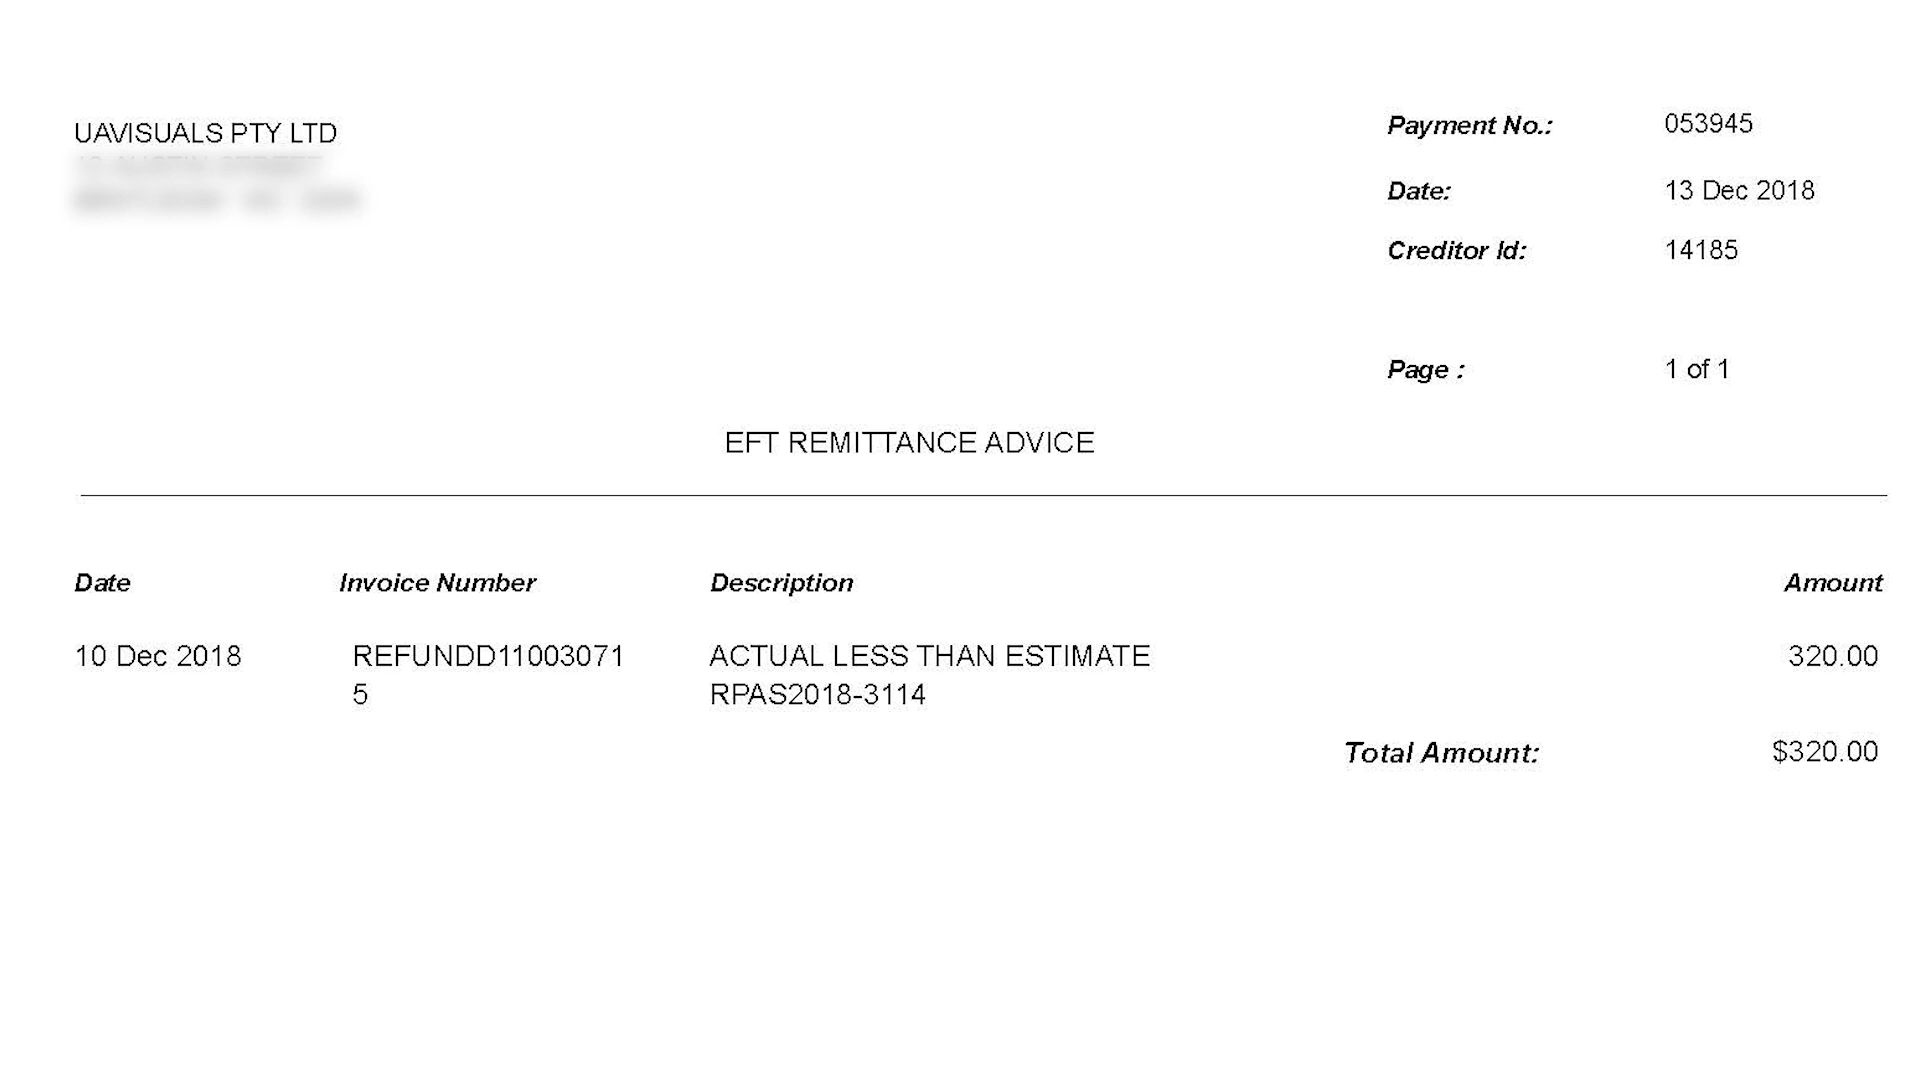 UAVISUALS PTY LTD
Payment No.: 053945
Date: 13 Dec 2018
Creditor Id: 14185
Page : 1 of 1
EFT REMITTANCE ADVICE
Date Invoice Number Description Amount
10 Dec 2018 REFUNDD11003071 ACTUAL LESS THAN ESTIMATE 320.00
5 RPAS2018-3114
Total Amount: $320.00